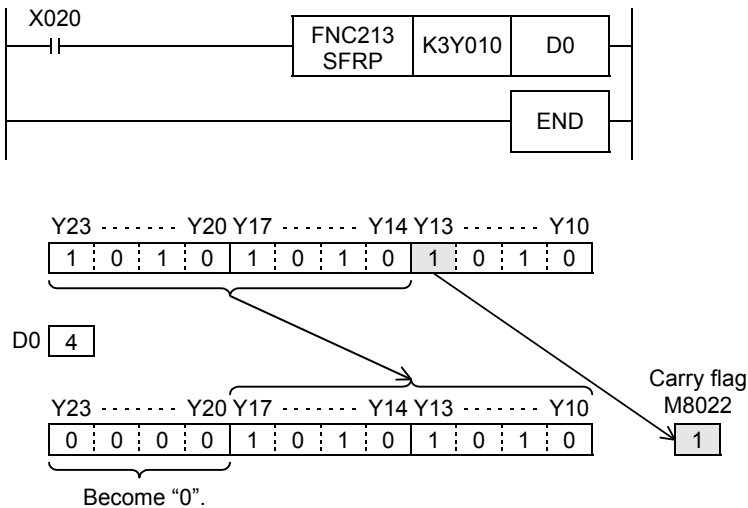 X020
FNC213 K3Y010 D0
SFRP
END
Y23 - - - - - - - Y20 Y17 - - - - - - - Y14 Y13 - - - - - - - Y10
1 0 1 0 1 0 1 0 1 0 1 0
D0 4
Carry flag
Y23 - - - - - - - Y20 Y17 - - - - - - - Y14 Y13 - - - - - - - Y10 M8022
0 0 0 0 1 0 1 0 1 0 1 0 1
Become “0”.